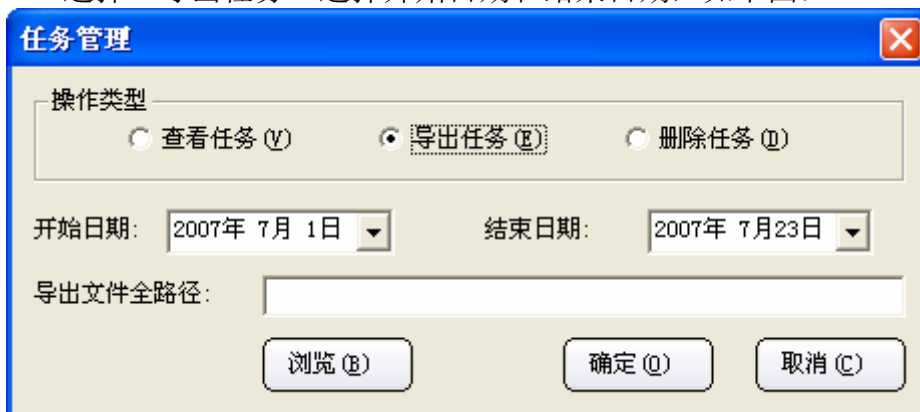 任务管理
操作类型
查看任务(V) 导出任务(E) 删除任务(D)
开始日期: 2007年 7月 1日 结束日期: 2007年 7月23日
导出文件全路径:
浏览(B) 确定(O) 取消(C)